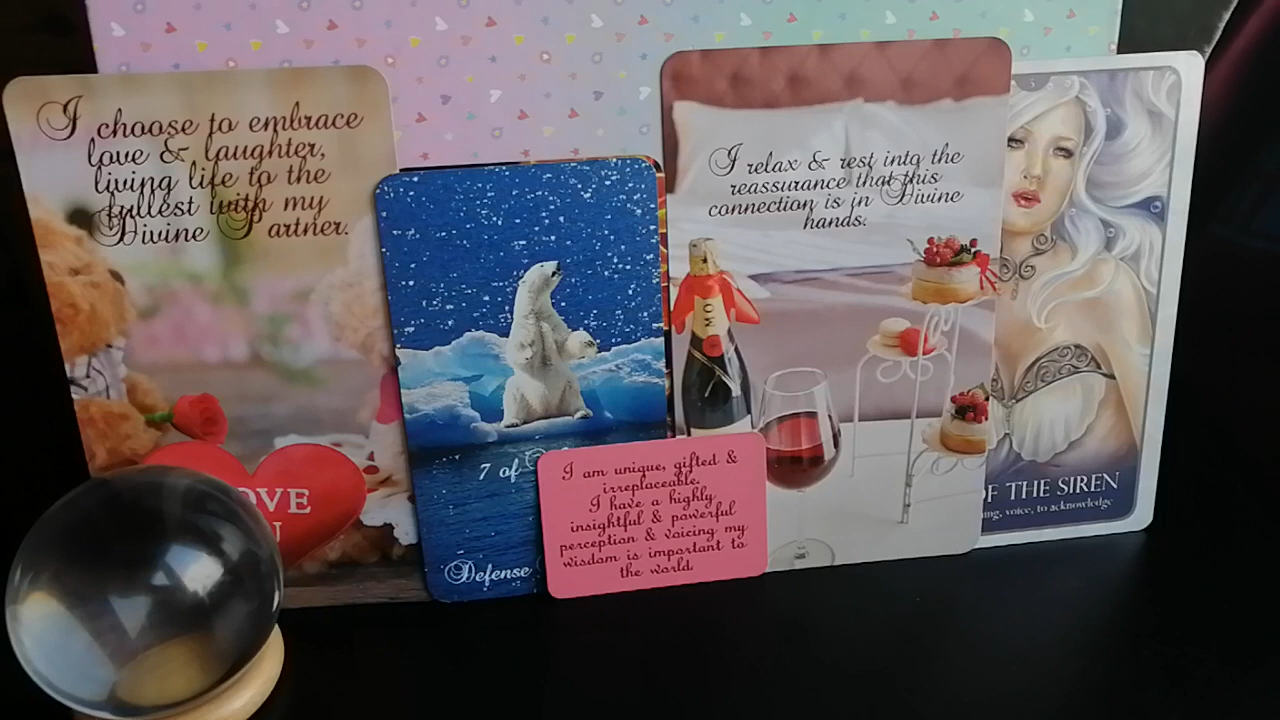 I choose to embrace
love & laughter,
living life to the
fullest with my
Divine Partner.
LOVE
7 of
Defense
I am unique, gifted &
irreplaceable.
I have a highly
insightful & powerful
perception & voicing my
wisdom is important to
the world.
I relax & rest into the
reassurance that this
connection is in Divine
hands.
MO
OF THE SIREN
voice, to acknowledge